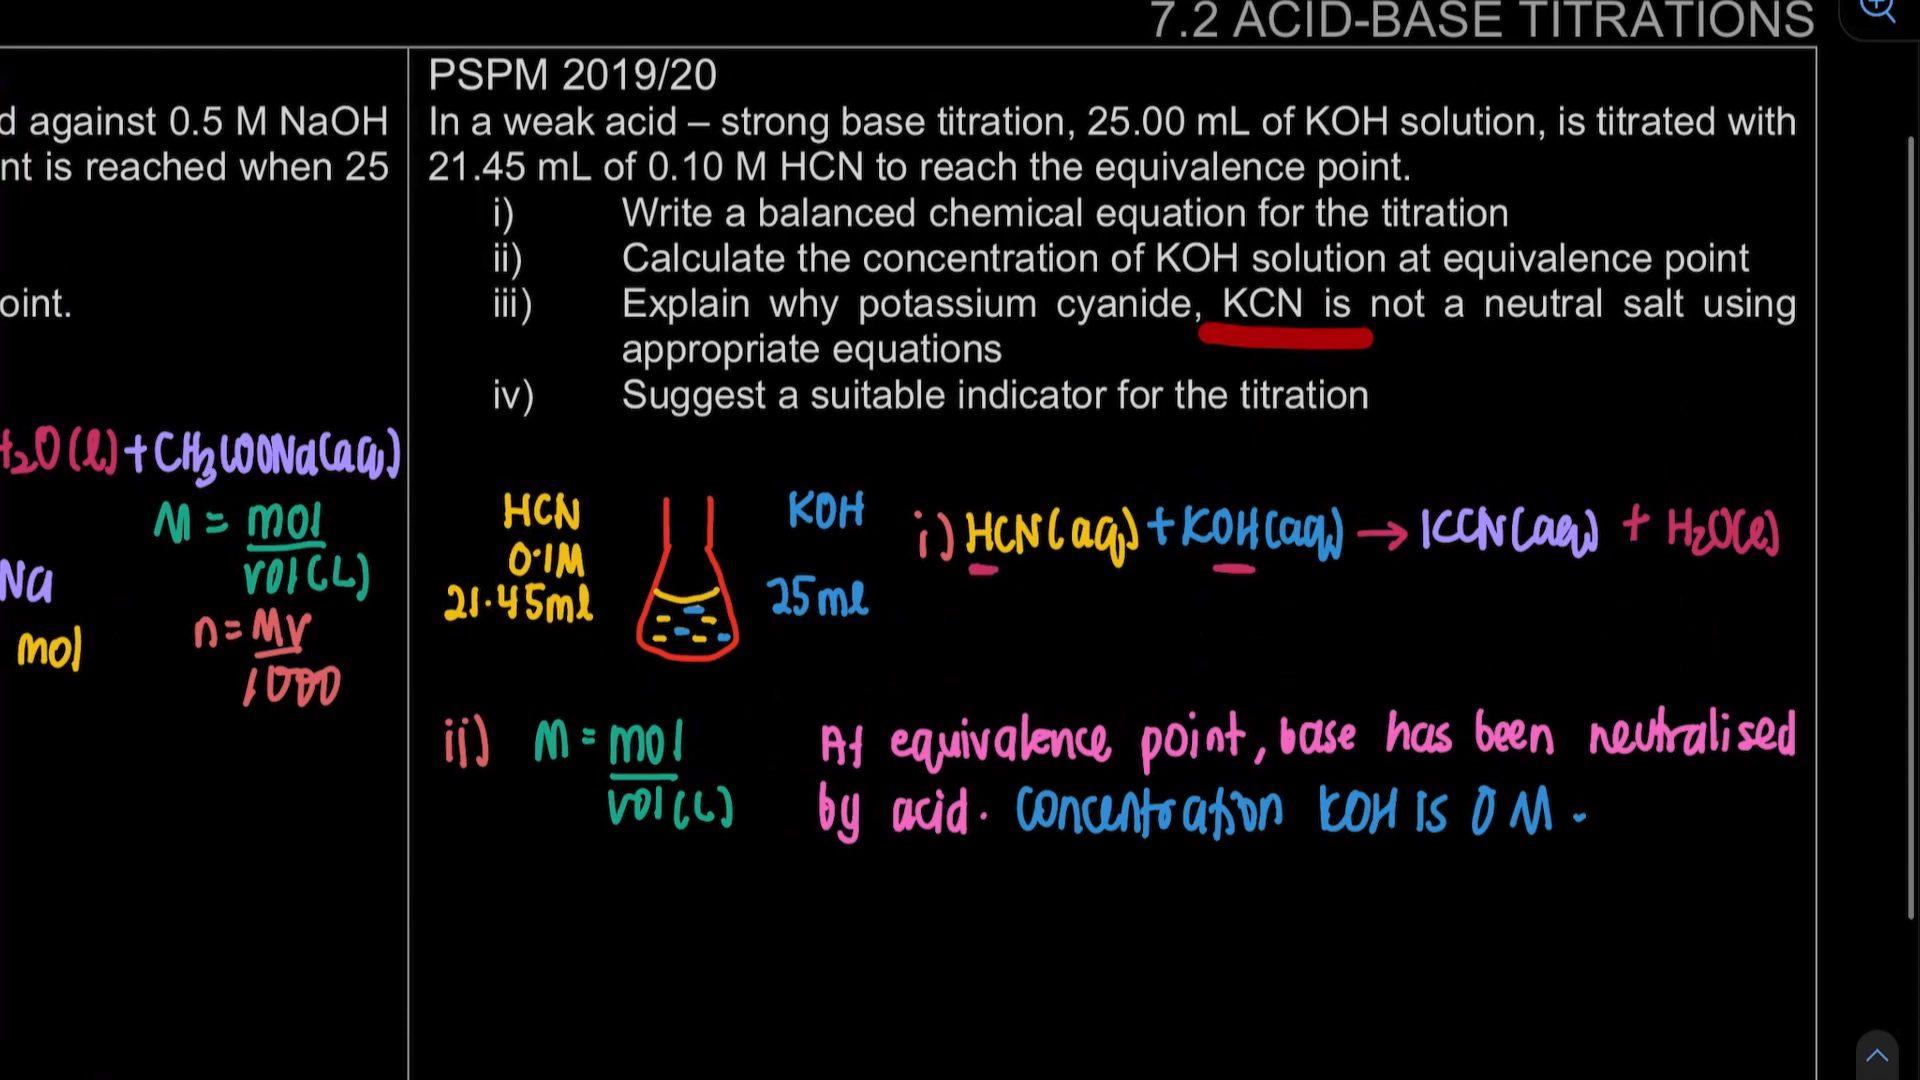 7.2 ACID-BASE TITRATIONS
d against 0.5 M NaOH
nt is reached when 25
oint.
H₂O(l) + CH₃COONa(aq)
M = mol
vol(L)
Na
mol
n = MV
1000
PSPM 2019/20
In a weak acid – strong base titration, 25.00 mL of KOH solution, is titrated with
21.45 mL of 0.10 M HCN to reach the equivalence point.
i) Write a balanced chemical equation for the titration
ii) Calculate the concentration of KOH solution at equivalence point
iii) Explain why potassium cyanide, KCN is not a neutral salt using
appropriate equations
iv) Suggest a suitable indicator for the titration
HCN
0.1M
21.45ml
KOH
25ml
i) HCN(aq) + KOH(aq) → KCN(aq) + H₂O(l)
ii) M = mol
vol(L)
At equivalence point, base has been neutralised
by acid. Concentration KOH is 0 M.